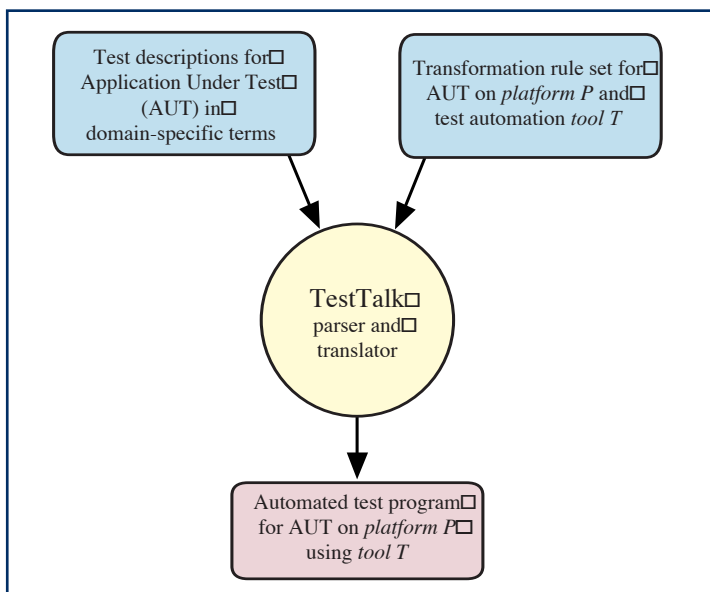 Test descriptions for□
Application Under Test□
(AUT) in□
domain-specific terms
Transformation rule set for□
AUT on platform P and□
test automation tool T
TestTalk□
parser and□
translator
Automated test program□
for AUT on platform P□
using tool T